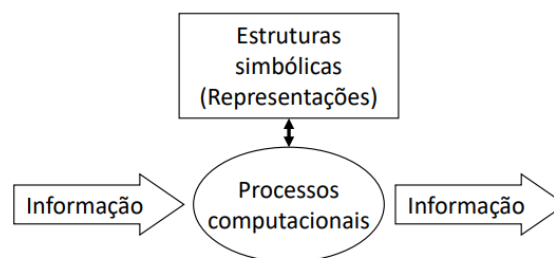 Estruturas
simbólicas
(Representações)
Informação
Processos
computacionais
Informação